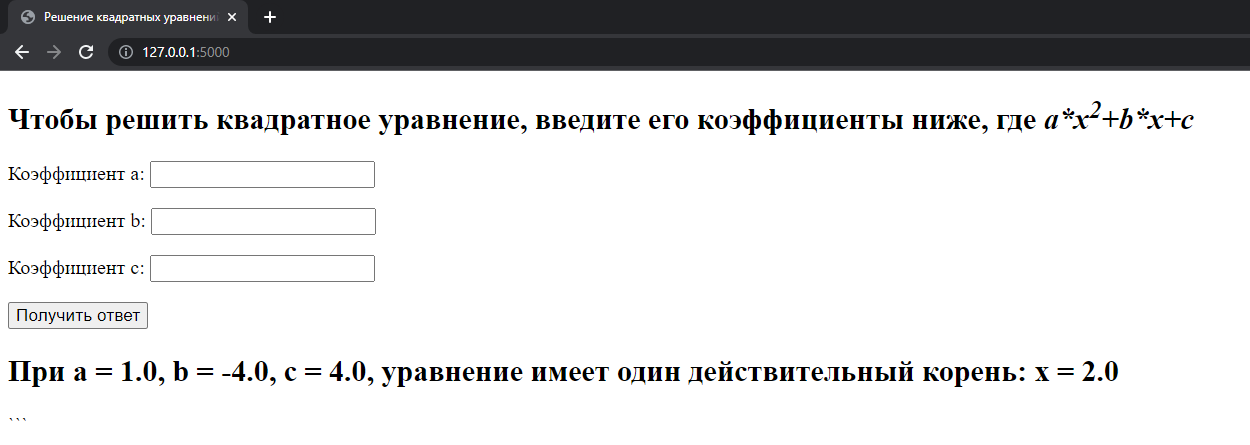 Решение квадратных уравнени
127.0.0.1:5000
Чтобы решить квадратное уравнение, введите его коэффициенты ниже, где a*x²+b*x+c
Коэффициент a:
Коэффициент b:
Коэффициент c:
Получить ответ
При a = 1.0, b = -4.0, c = 4.0, уравнение имеет один действительный корень: x = 2.0
```